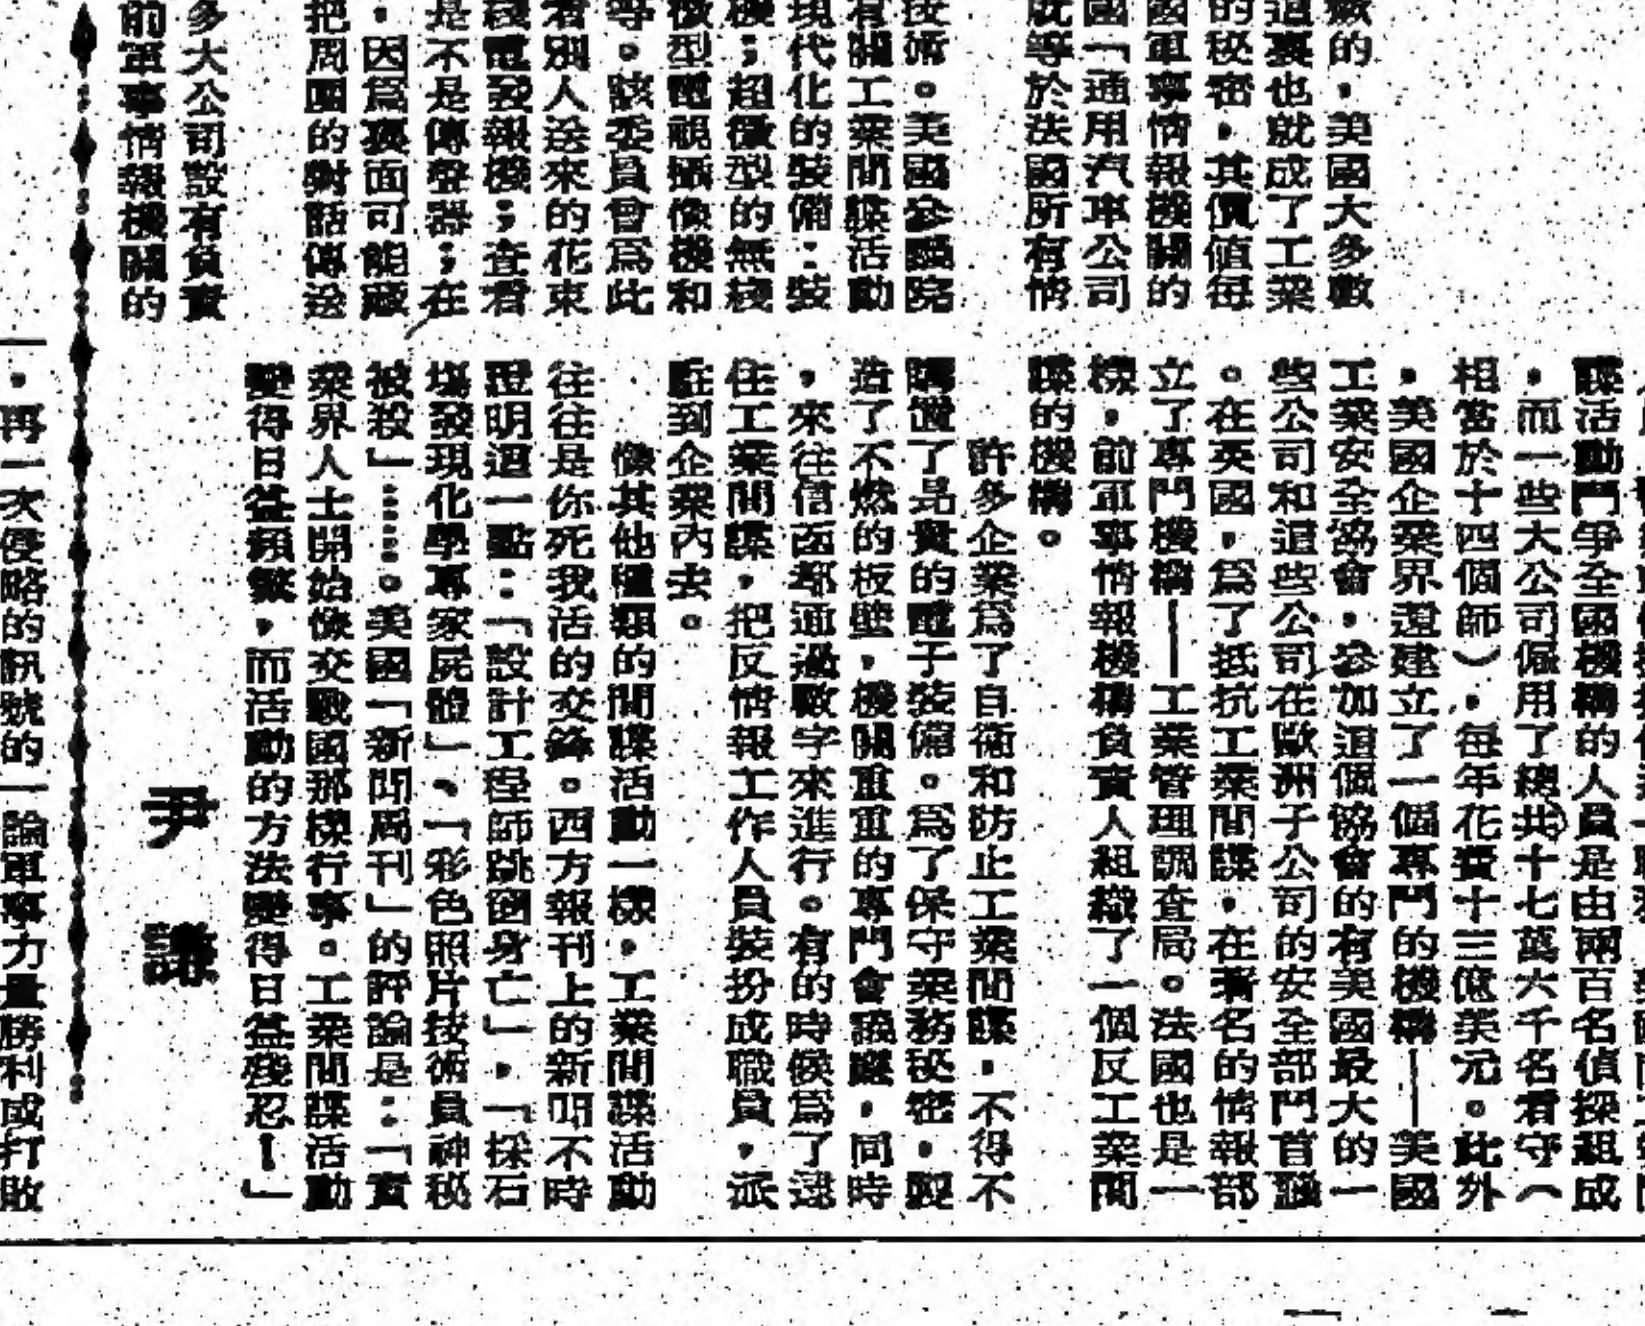 數的，美國大多數
這裏也就成了工業
的秘密，其價值每
國軍事情報機關的
國「通用汽車公司
就等於法國所有情
技術。美國參議院
有關工業間諜活動
現代化的裝備：裝
機；超微型的無綫
微型電視攝像機和
等。該委員會爲此
看別人送來的花束
綫電發報機；查看
是不是傳聲器；在
，因爲裏面可能藏
把周圍的對話傳送
多大公司設有負責
前軍事情報機關的
諜活動鬥爭全國機構的人員是由兩百名偵探組成
，而一些大公司僱用了總共十七萬六千名看守（
相當於十四個師），每年花費十三億美元。此外
，美國企業界還建立了一個專門的機構——美國
工業安全協會，參加這個協會的有美國最大的一
些公司和這些公司在歐洲子公司的安全部門首腦
。在英國，爲了抵抗工業間諜，在著名的情報部
立了專門機構——工業管理調查局。法國也是一
樣，前軍事情報機構負責人組織了一個反工業間
諜的機構。
許多企業爲了自衞和防止工業間諜，不得不
購置了昂貴的電子裝備。爲了保守業務秘密，製
造了不燃的板壁，機關重重的專門會議廳，同時
，來往信函都通過數字來進行。有的時候爲了逮
住工業間諜，把反情報工作人員裝扮成職員，派
駐到企業內去。
像其他種類的間諜活動一樣，工業間諜活動
往往是你死我活的交鋒。西方報刊上的新聞不時
證明這一點：「設計工程師跳窗身亡」，「採石
場發現化學專家屍體」、「彩色照片技術員神秘
被殺」……。美國「新聞周刊」的評論是：「實
業界人士開始像交戰國那樣行事。工業間諜活動
變得日益頻繁，而活動的方法變得日益殘忍！」
尹 謙
，再一次侵略的訊號的一論軍事力量勝利或打敗